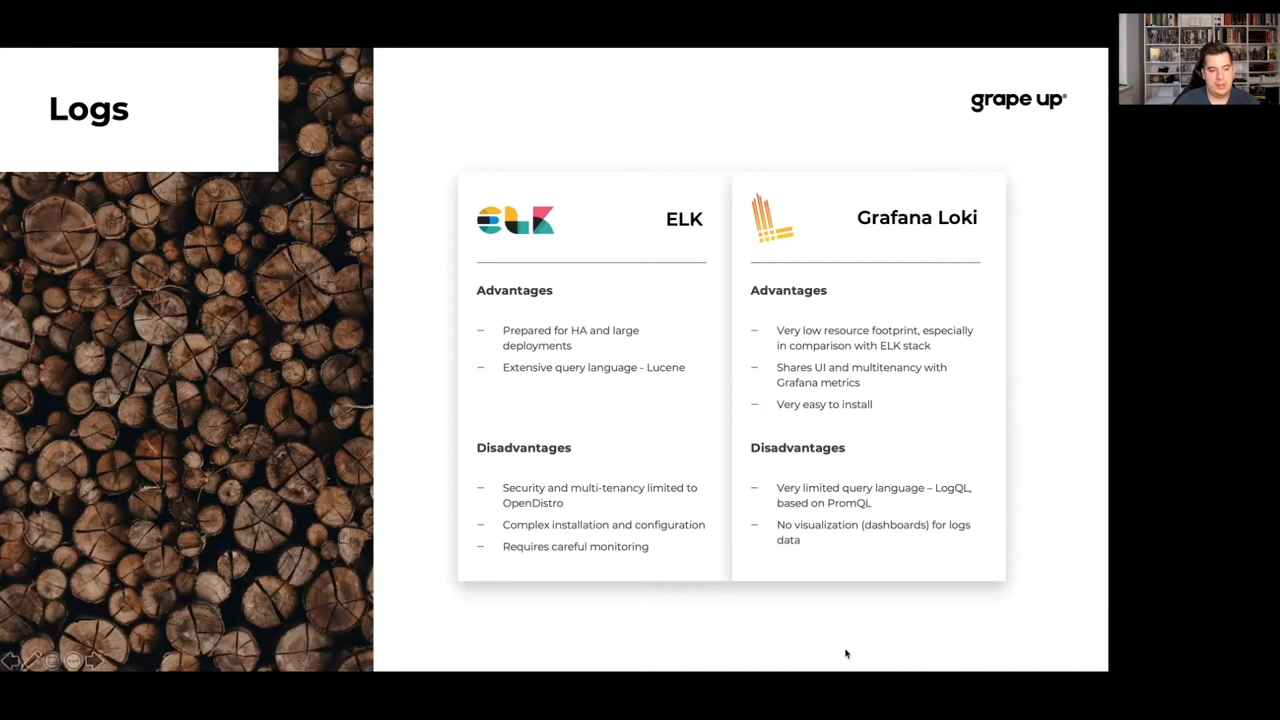 Logs
grape up®
ELK
ELK
Advantages
– Prepared for HA and large
deployments
– Extensive query language - Lucene
Disadvantages
– Security and multi-tenancy limited to
OpenDistro
– Complex installation and configuration
– Requires careful monitoring
Grafana Loki
Advantages
– Very low resource footprint, especially
in comparison with ELK stack
– Shares UI and multitenancy with
Grafana metrics
– Very easy to install
Disadvantages
– Very limited query language – LogQL,
based on PromQL
– No visualization (dashboards) for logs
data